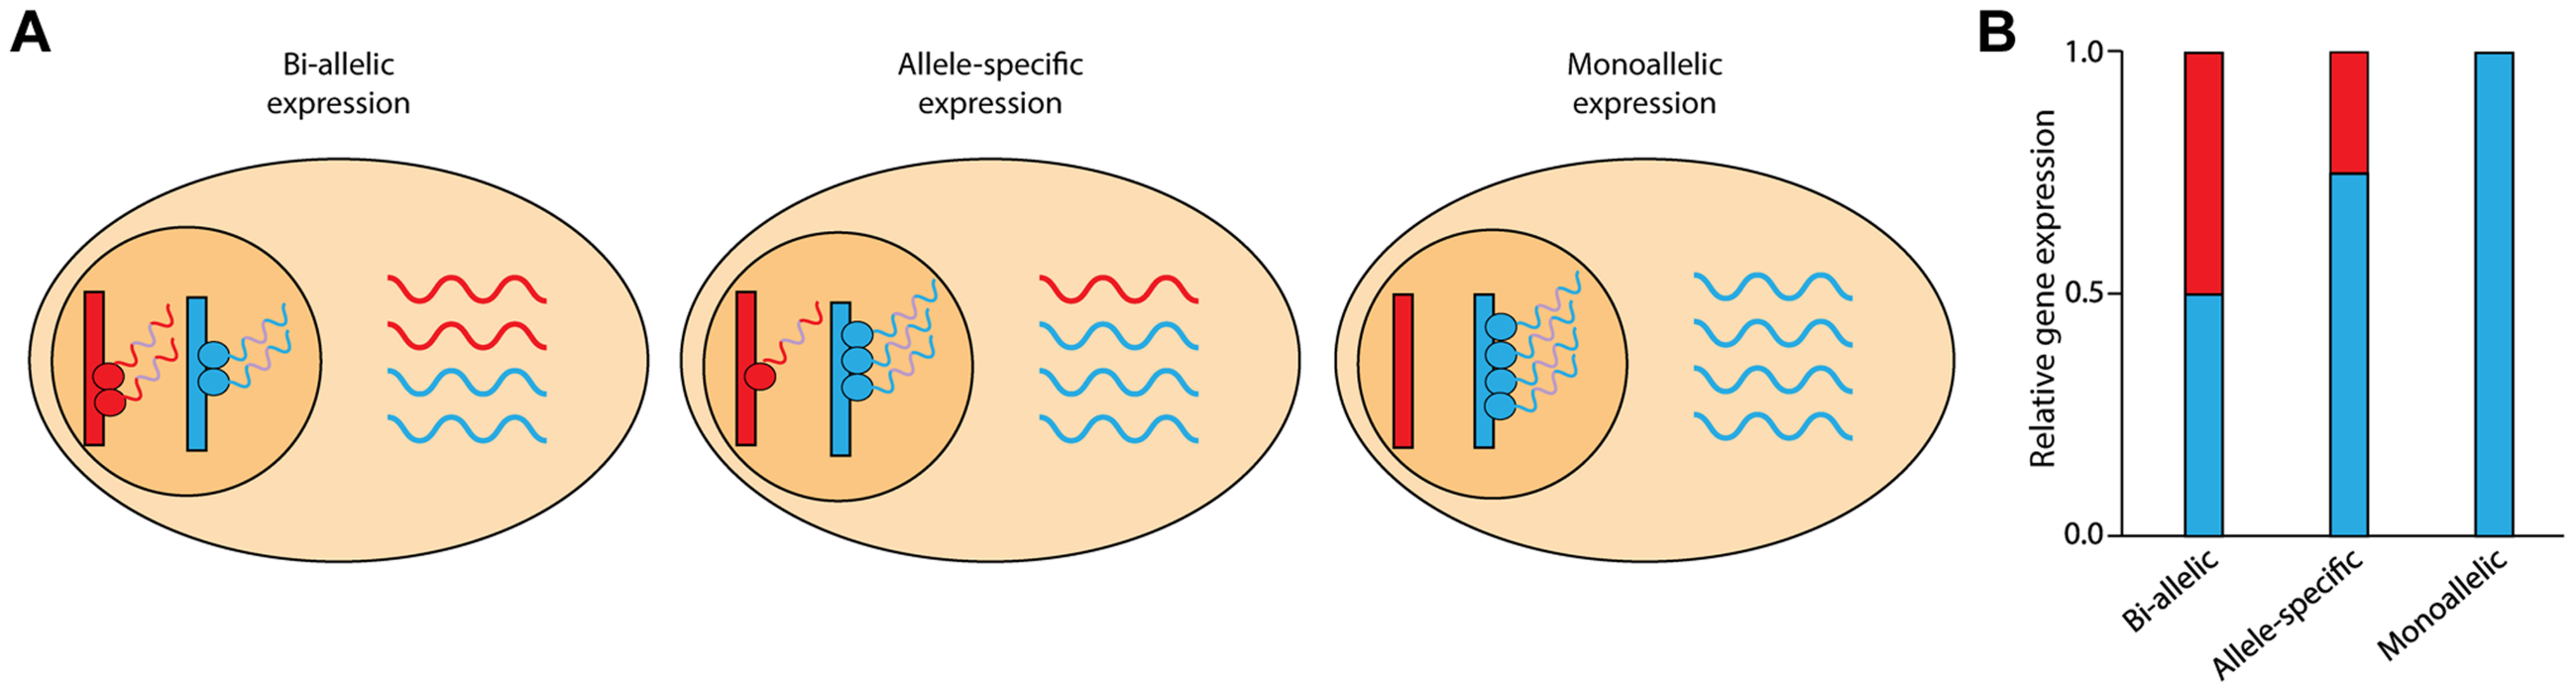 A
Bi-allelic
expression
Allele-specific
expression
Monoallelic
expression
B
Relative gene expression
1.0
0.5
0.0
Bi-allelic
Allele-specific
Monoallelic